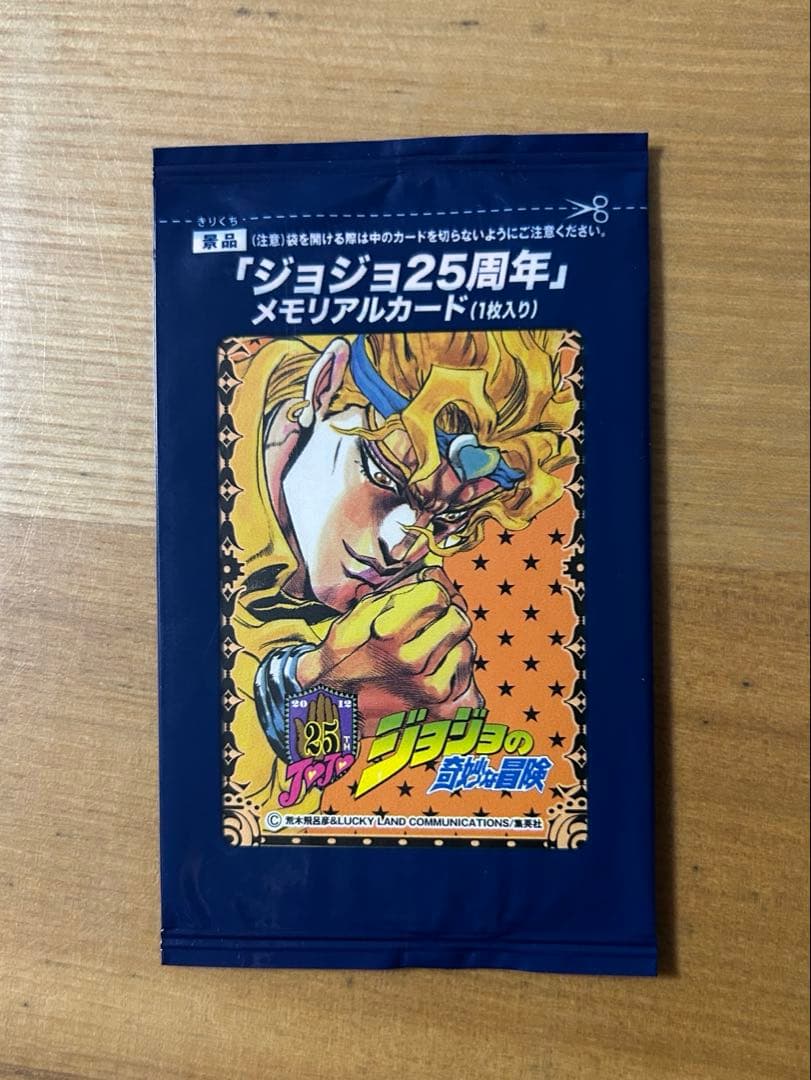 きりくち
景品 (注意)袋を開ける際は中のカードを切らないようにご注意ください。
「ジョジョ25周年」
メモリアルカード(1枚入り)
2012
25
TH
JOJO
ジョジョの
奇妙な冒険
©荒木飛呂彦&LUCKY LAND COMMUNICATIONS/集英社